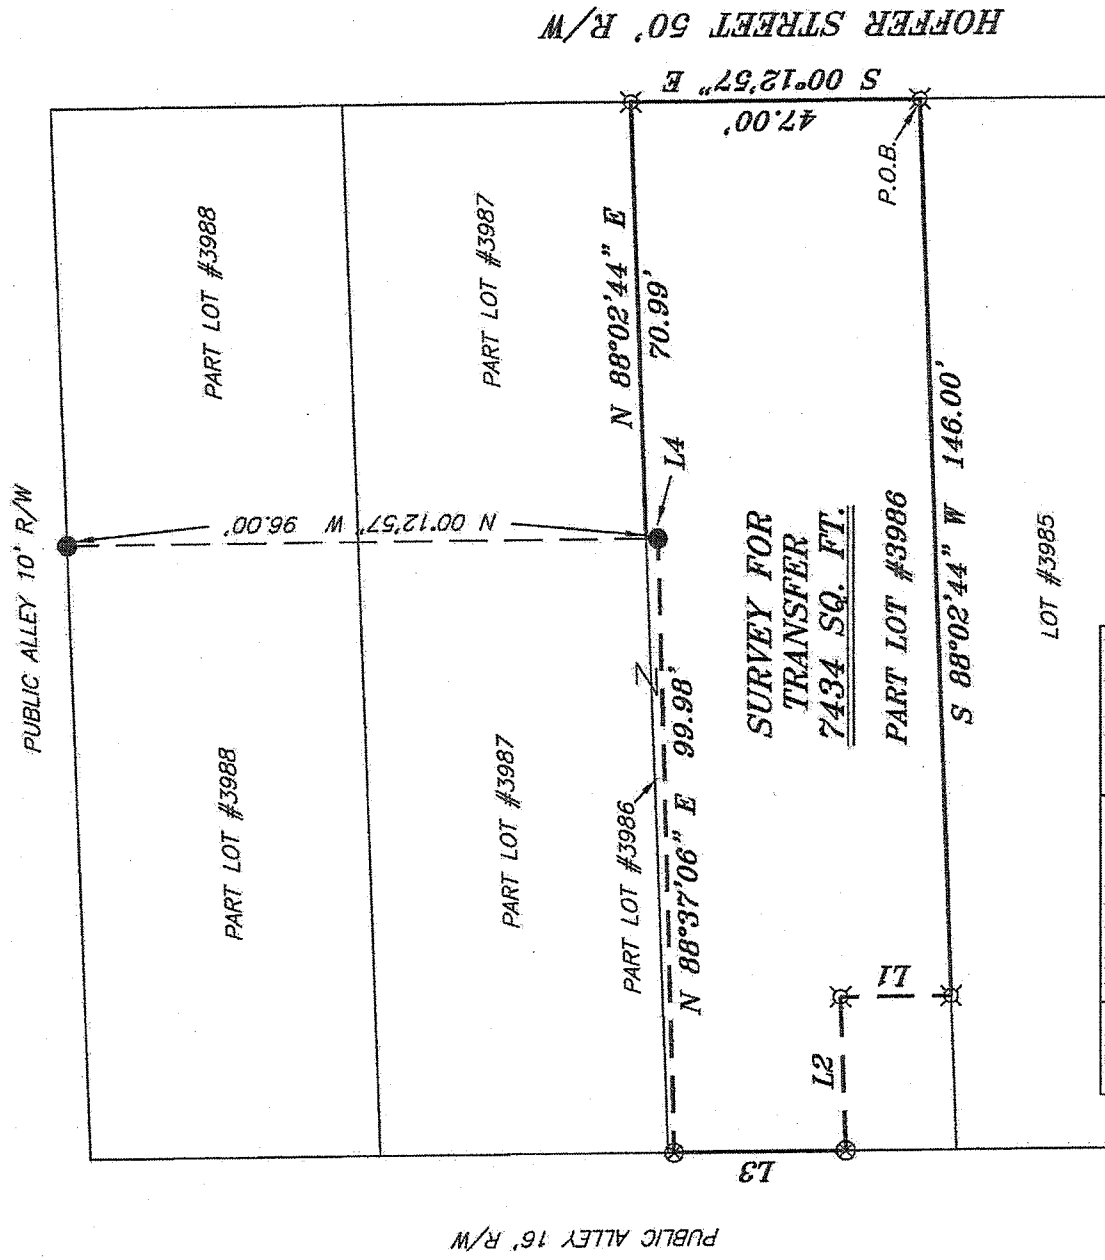 HOFFER STREET 50' R/W
S 00°12'57" E
47.00'
P.O.B.
PUBLIC ALLEY 10' R/W
PART LOT #3988
PART LOT #3987
N 88°02'44" E
70.99'
L4
N 00°12'57" W 96.00'
PART LOT #3988
PART LOT #3987
PART LOT #3986
N 88°37'06" E 99.98'
SURVEY FOR
TRANSFER
7434 SQ. FT.
PART LOT #3986
S 88°02'44" W 146.00'
LOT #3985
L1
L2
L3
PUBLIC ALLEY 16' R/W